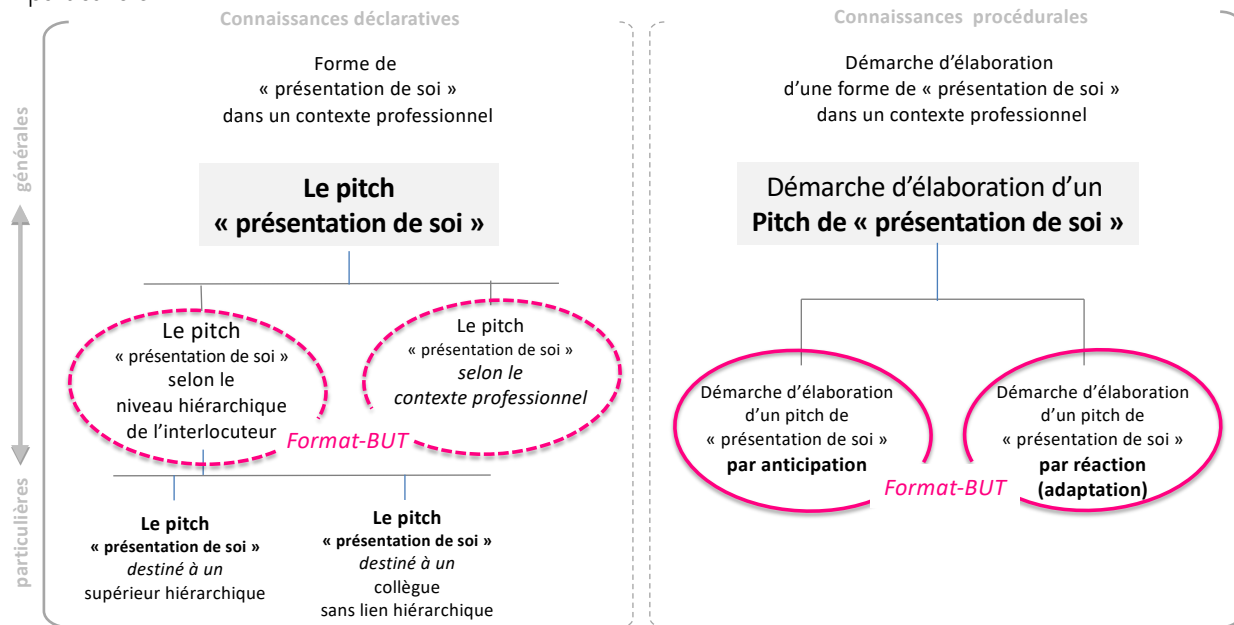 Connaissances déclaratives
Forme de
« présentation de soi »
dans un contexte professionnel
Le pitch
« présentation de soi »
Le pitch
« présentation de soi »
selon le
niveau hiérarchique
de l'interlocuteur
Le pitch
« présentation de soi »
selon le
contexte professionnel
Format-BUT
Le pitch
« présentation de soi »
destiné à un
supérieur hiérarchique
Le pitch
« présentation de soi »
destiné à un
collègue
sans lien hiérarchique
générales
particulières
Connaissances procédurales
Démarche d'élaboration
d'une forme de « présentation de soi »
dans un contexte professionnel
Démarche d'élaboration d'un
Pitch de « présentation de soi »
Démarche d'élaboration
d'un pitch de
« présentation de soi »
par anticipation
Démarche d'élaboration
d'un pitch de
« présentation de soi »
par réaction
(adaptation)
Format-BUT